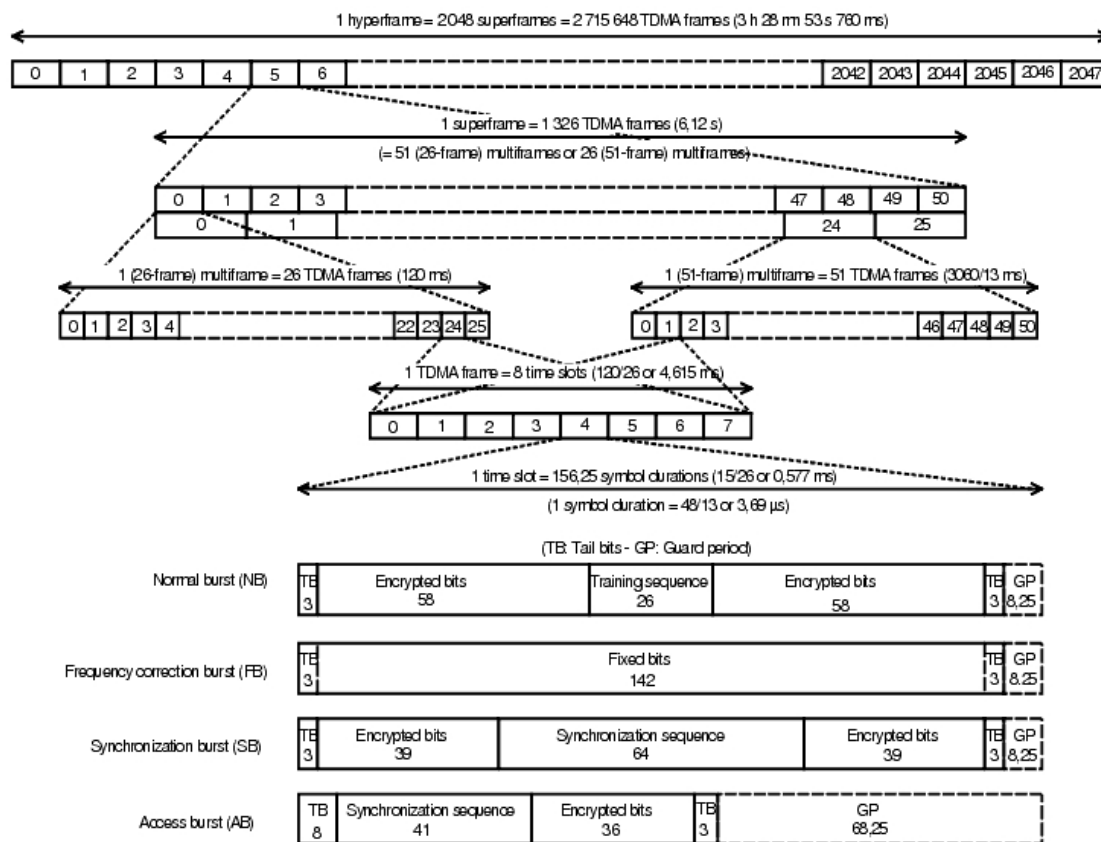 1 hyperframe = 2048 superframes = 2 715 648 TDMA frames (3 h 28 mn 53 s 760 ms)
0 1 2 3 4 5 6 2042 2043 2044 2045 2046 2047
1 superframe = 1 326 TDMA frames (6,12 s)
(= 51 (26-frame) multiframes or 26 (51-frame) multiframes)
0 1 2 3 47 48 49 50
0 1 24 25
1 (26-frame) multiframe = 26 TDMA frames (120 ms)
1 (51-frame) multiframe = 51 TDMA frames (3060/13 ms)
0 1 2 3 4 22 23 24 25
0 1 2 3 46 47 48 49 50
1 TDMA frame = 8 time slots (120/26 or 4,615 ms)
0 1 2 3 4 5 6 7
1 time slot = 156,25 symbol durations (15/26 or 0,577 ms)
(1 symbol duration = 48/13 or 3,69 µs)
(TB: Tail bits - GP: Guard period)
Normal burst (NB)
TB Encrypted bits Training sequence Encrypted bits TB GP
3 58 26 58 3 8,25
Frequency correction burst (FB)
TB Fixed bits TB GP
3 142 3 8.25
Synchronization burst (SB)
TB Encrypted bits Synchronization sequence Encrypted bits TB GP
3 39 64 39 3 8,25
Access burst (AB)
TB Synchronization sequence Encrypted bits TB GP
8 41 36 3 68,25